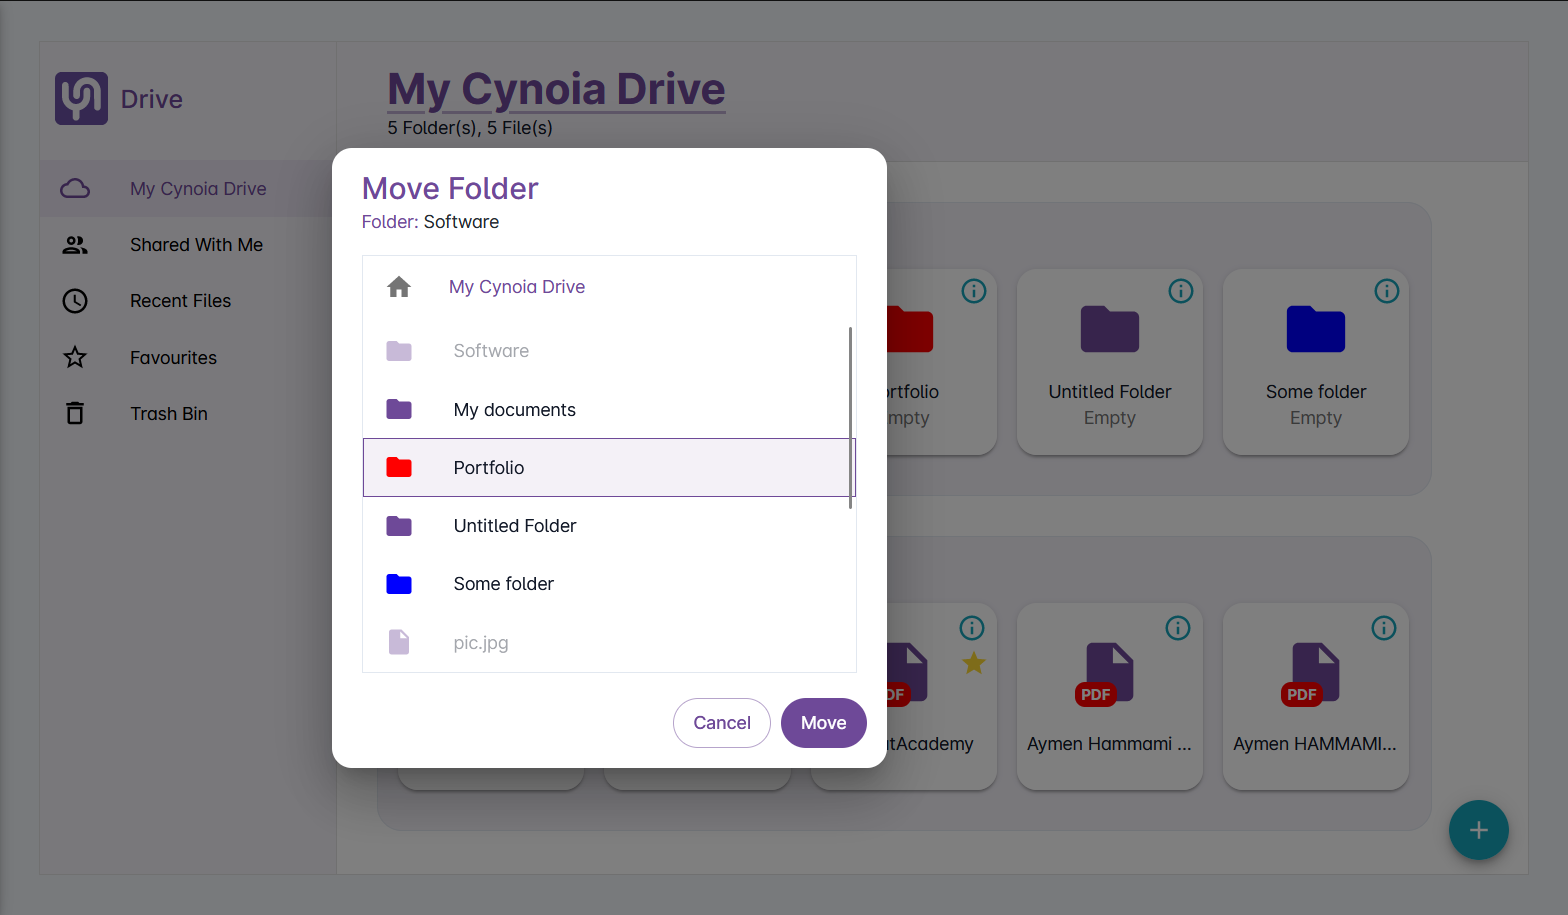 Drive
My Cynoia Drive
5 Folder(s), 5 File(s)
My Cynoia Drive
Shared With Me
Recent Files
Favourites
Trash Bin
Move Folder
Folder: Software
My Cynoia Drive
Software
My documents
Portfolio
Untitled Folder
Some folder
pic.jpg
Cancel
Move
rtfolio
mpty
Untitled Folder
Empty
Some folder
Empty
DF
tAcademy
PDF
Aymen Hammami ...
PDF
Aymen HAMMAMI...